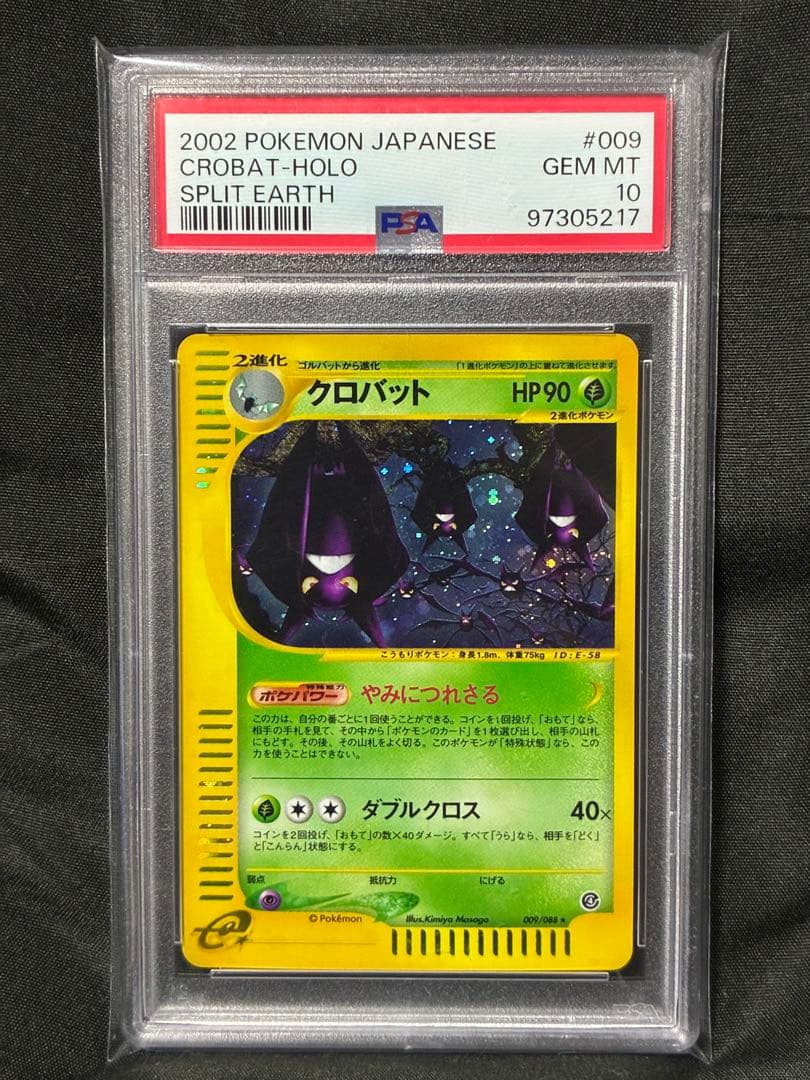 2002 POKEMON JAPANESE #009
CROBAT-HOLO GEM MT
SPLIT EARTH 10
PSA 97305217
2進化 ゴルバットから進化 「1進化ポケモン」の上に重ねて進化させます。
クロバット HP90
2進化ポケモン
こうもりポケモン:身長1.8m、体重75kg ID:E-58
ポケパワー 特殊能力 やみにつれさる
この力は、自分の番ごとに1回使うことができる。コインを1回投げ、「おもて」なら、
相手の手札を見て、その中から「ポケモンのカード」を1枚選び出し、相手の山札
にもどす。その後、その山札をよく切る。このポケモンが「特殊状態」なら、この
力を使うことはできない。
ダブルクロス 40×
コインを2回投げ、「おもて」の数×40ダメージ。すべて「うら」なら、相手を「どく」
と「こんらん」状態にする。
弱点 抵抗力 にげる
e
©Pokémon Illus.Kimiya Masago 009/088★
PSA